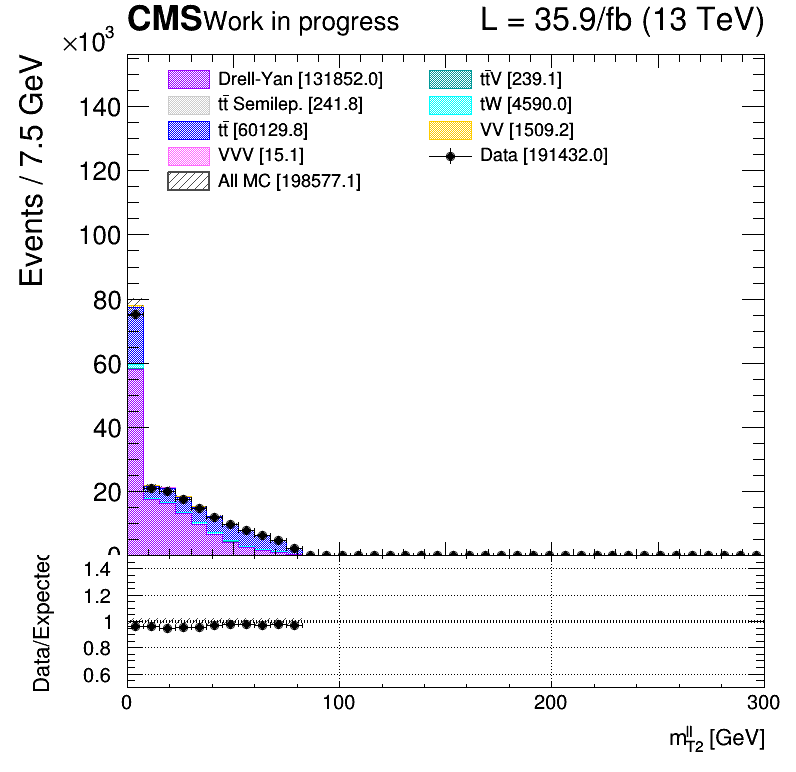 CMS Work in progress L = 35.9/fb (13 TeV)
×10³
Events / 7.5 GeV
Drell-Yan [131852.0]
tt̄ Semilep. [241.8]
tt̄ [60129.8]
VVV [15.1]
All MC [198577.1]
tt̄V [239.1]
tW [4590.0]
VV [1509.2]
Data [191432.0]
140
120
100
80
60
40
20
0
Data/Expected
1.4
1.2
1
0.8
0.6
0 100 200 300
m_{T2}^{ll} [GeV]